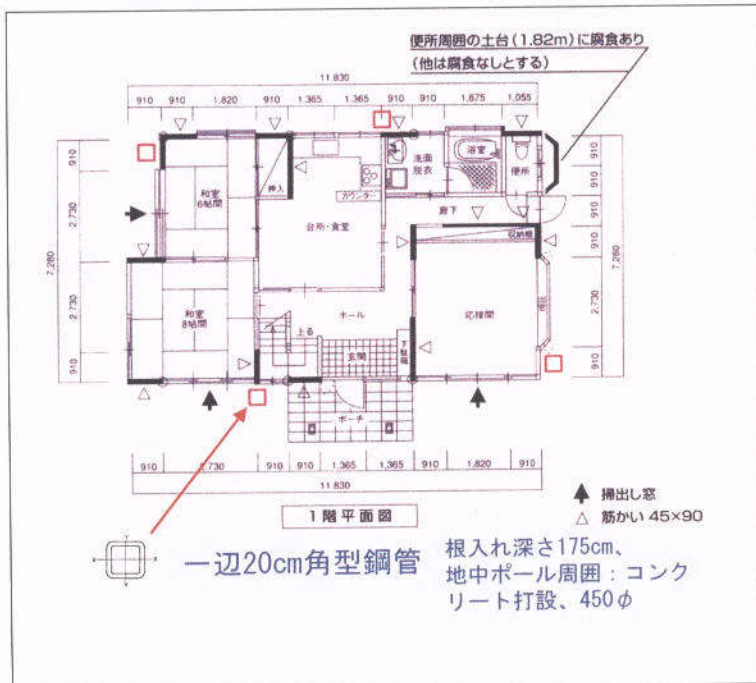 便所周囲の土台(1.82m)に腐食あり
(他は腐食なしとする)
11.830
910 910 1.820 910 1.365 1.365 910 910 1.675 1.055
910
2.730
910
2.730
910
7.280
和室
6帖間
押入
台所・食堂
カウンター
洗面
脱衣
浴室
便所
廊下
収納棚
910
910
910
910
2.730
910
7.280
和室
8帖間
ホール
上る
玄関
下駄箱
応接間
ポーチ
910 2.730 910 910 1.365 1.365 910 1.820 910
11.830
1階平面図
掃出し窓
筋かい 45×90
一辺20cm角型鋼管
根入れ深さ175cm、
地中ポール周囲:コンク
リート打設、450φ